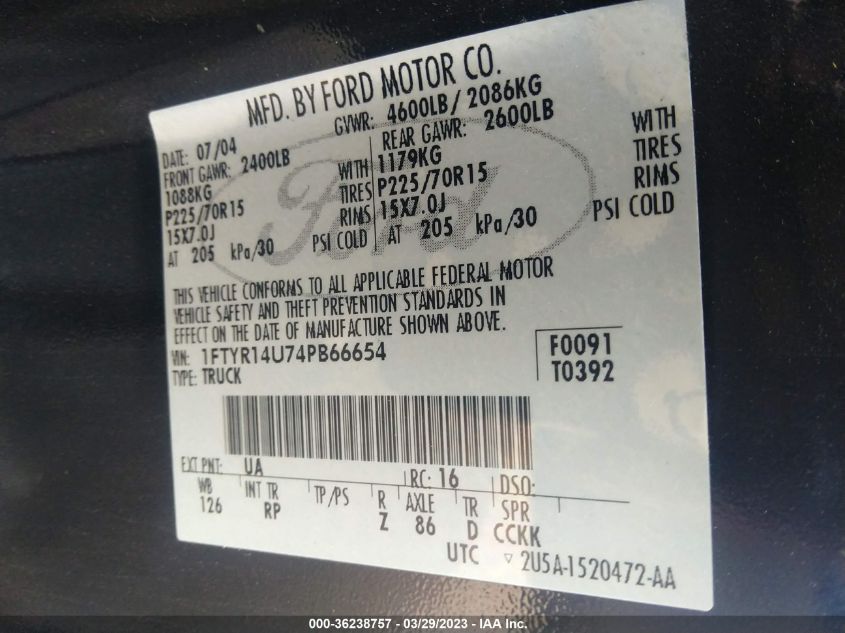 MFD. BY FORD MOTOR CO.
DATE: 07/04 GVWR: 4600LB/ 2086KG
FRONT GAWR: 2400LB REAR GAWR: 2600LB
1088KG WITH 1179KG WITH
P225/70R15 TIRES P225/70R15 TIRES
15X7.0J RIMS 15X7.0J RIMS
AT 205 kPa/30 PSI COLD AT 205 kPa/30 PSI COLD
Ford
THIS VEHICLE CONFORMS TO ALL APPLICABLE FEDERAL MOTOR
VEHICLE SAFETY AND THEFT PREVENTION STANDARDS IN
EFFECT ON THE DATE OF MANUFACTURE SHOWN ABOVE.
VIN: 1FTYR14U74PB66654 F0091
TYPE: TRUCK T0392
EXT PNT: UA RC: 16 DSO:
WB INT TR TP/PS R AXLE TR SPR
126 RP Z 86 D CCKK
UTC ▽ 2U5A-1520472-AA
000-36238757 — 03/29/2023 — IAA Inc.